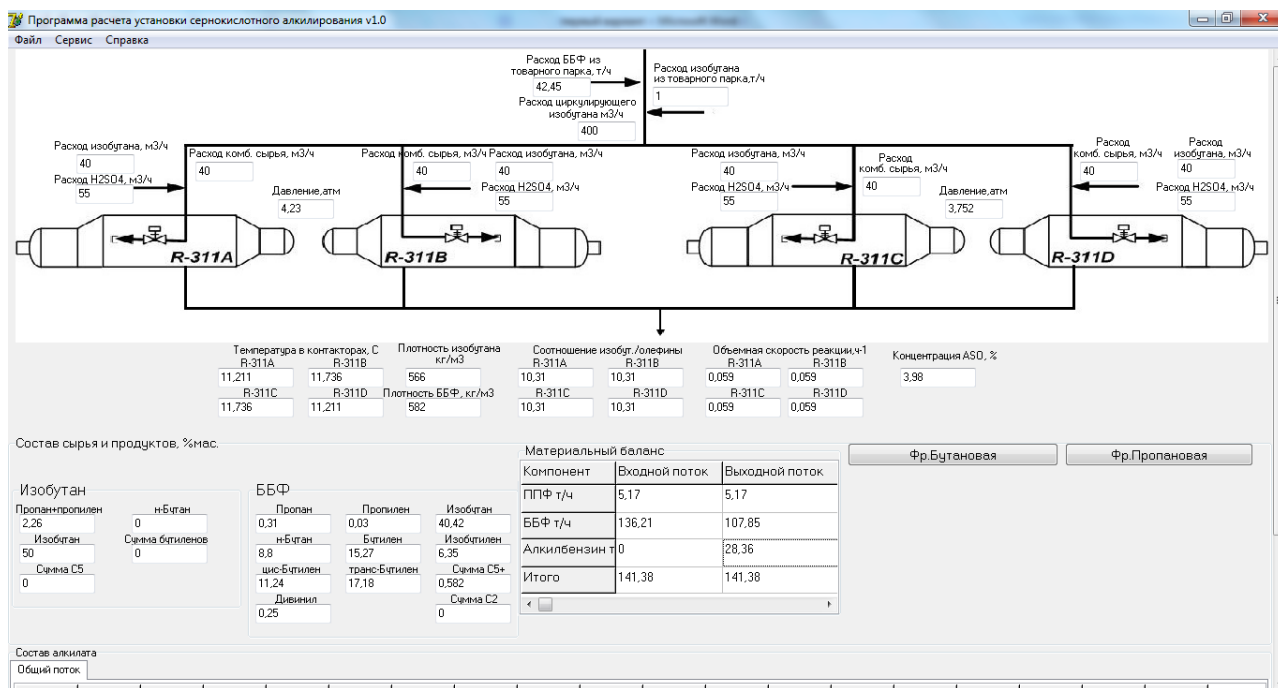 Программа расчета установки сернокислотного алкилирования v1.0
Файл Сервис Справка
Расход ББФ из
товарного парка, т/ч
42,45
Расход изобутана
из товарного парка,т/ч
1
Расход циркулирующего
изобутана м3/ч
400
Расход изобутана, м3/ч
40
Расход H2SO4, м3/ч
55
Расход комб. сырья, м3/ч
40
Давление,атм
4,23
Расход комб. сырья, м3/ч
40
Расход изобутана, м3/ч
40
Расход H2SO4, м3/ч
55
Расход изобутана, м3/ч
40
Расход H2SO4, м3/ч
55
Расход
комб. сырья, м3/ч
40
Давление,атм
3,752
Расход
комб. сырья, м3/ч
40
Расход
изобутана, м3/ч
40
Расход H2SO4, м3/ч
55
R-311A R-311B R-311C R-311D
Температура в контакторах, С
R-311A R-311B
11,211 11,736
R-311C R-311D
11,736 11,211
Плотность изобутана
кг/м3
566
Плотность ББФ, кг/м3
582
Соотношение изобут./олефины
R-311A R-311B
10,31 10,31
R-311C R-311D
10,31 10,31
Объемная скорость реакции,ч-1
R-311A R-311B
0,059 0,059
R-311C R-311D
0,059 0,059
Концентрация ASO, %
3,98
Состав сырья и продуктов, %мас.
Изобутан
Пропан+пропилен н-Бутан
2,26 0
Изобутан Сумма бутиленов
50 0
Сумма С5
0
ББФ
Пропан Пропилен Изобутан
0,31 0,03 40,42
н-Бутан Бутилен Изобутилен
8,8 15,27 6,35
цис-Бутилен транс-Бутилен Сумма С5+
11,24 17,18 0,582
Дивинил Сумма С2
0,25 0
Материальный баланс
Компонент Входной поток Выходной поток
ППФ т/ч 5,17 5,17
ББФ т/ч 136,21 107,85
Алкилбензин т 0 28,36
Итого 141,38 141,38
Фр.Бутановая Фр.Пропановая
Состав алкилата
Общий поток